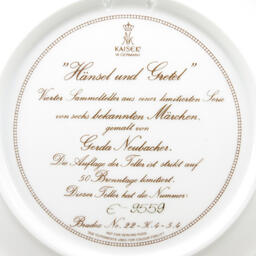 KAISER
W. GERMANY
"Hänsel und Gretel"
Vierter Sammelteller aus einer limitierten Serie
von sechs bekannten Märchen,
gemalt von
Gerda Neubacher.
Die Auflage der Teller ist strikt auf
50 Brenntage limitiert.
Dieser Teller hat die Nummer:
9559
Bradex No. 22-K4-3.4